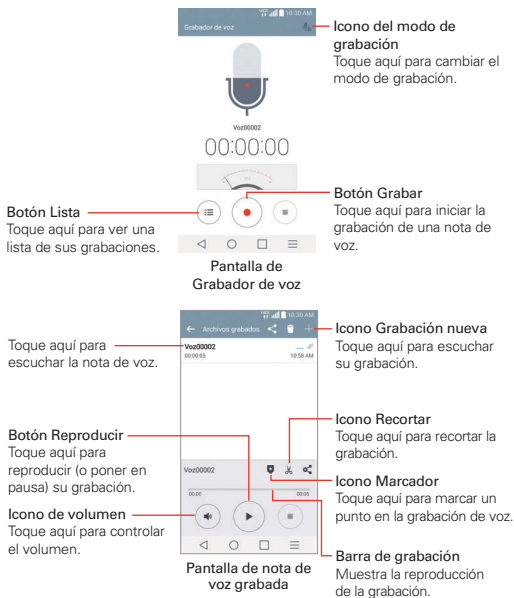 10:30 AM
Grabador de voz
Icono del modo de
grabación
Toque aquí para cambiar el
modo de grabación.
Voz00002
00:00:00
Botón Lista
Toque aquí para ver una
lista de sus grabaciones.
Botón Grabar
Toque aquí para iniciar la
grabación de una nota de
voz.
Pantalla de
Grabador de voz
10:30 AM
Archivos grabados
Icono Grabación nueva
Toque aquí para escuchar
su grabación.
Toque aquí para
escuchar la nota de voz.
Voz00002
00:00:05
10:58 AM
Icono Recortar
Toque aquí para recortar la
grabación.
Botón Reproducir
Toque aquí para
reproducir (o poner en
pausa) su grabación.
Voz00002
Icono Marcador
Toque aquí para marcar un
punto en la grabación de voz.
00:00
00:05
Icono de volumen
Toque aquí para controlar
el volumen.
Barra de grabación
Muestra la reproducción
de la grabación.
Pantalla de nota de
voz grabada